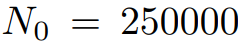 N₀ = 250000